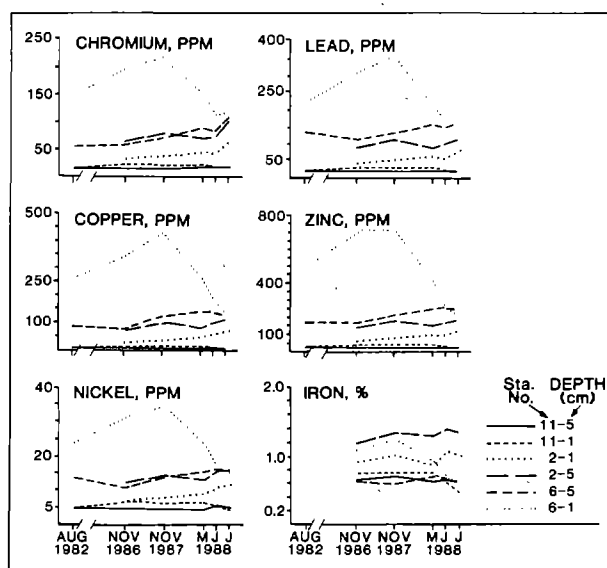 CHROMIUM, PPM
250
150
50
LEAD, PPM
400
250
50
COPPER, PPM
500
250
100
ZINC, PPM
800
400
100
NICKEL, PPM
40
20
5
IRON, %
2.0
1.0
0.2
AUG 1982
NOV 1986
NOV 1987
M J J
1988
AUG 1982
NOV 1986
NOV 1987
M J J
1988
Sta. No.
DEPTH (cm)
11-5
11-1
2-1
2-5
6-5
6-1